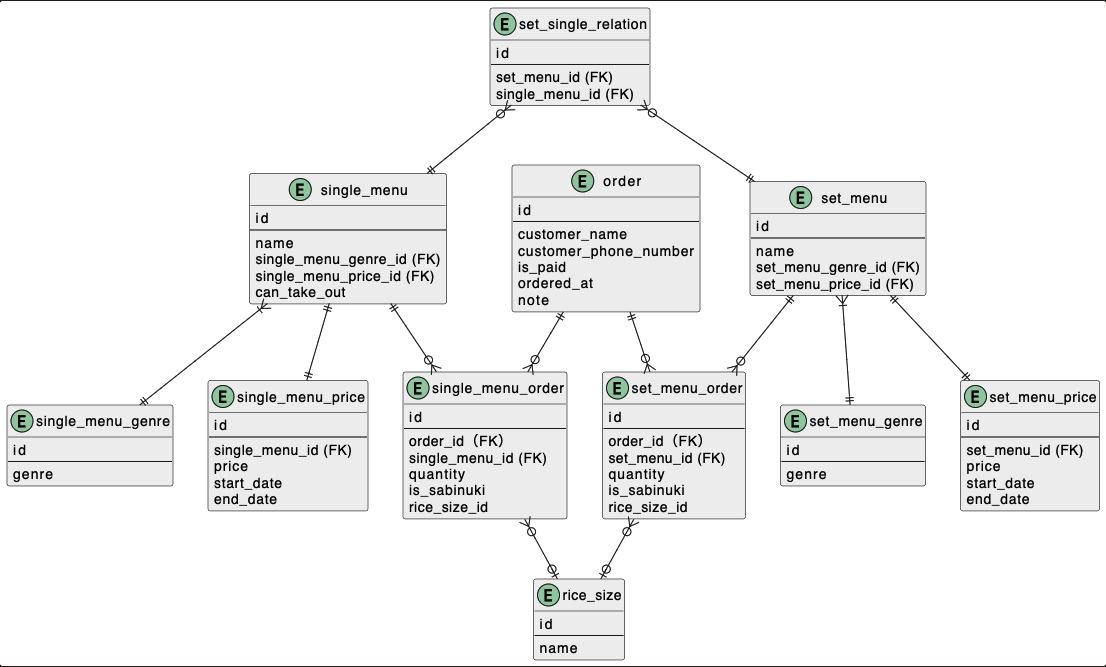 E set_single_relation
id
set_menu_id (FK)
single_menu_id (FK)
E single_menu
id
name
single_menu_genre_id (FK)
single_menu_price_id (FK)
can_take_out
E order
id
customer_name
customer_phone_number
is_paid
ordered_at
note
E set_menu
id
name
set_menu_genre_id (FK)
set_menu_price_id (FK)
E single_menu_genre
id
genre
E single_menu_price
id
single_menu_id (FK)
price
start_date
end_date
E single_menu_order
id
order_id (FK)
single_menu_id (FK)
quantity
is_sabinuki
rice_size_id
E set_menu_order
id
order_id (FK)
set_menu_id (FK)
quantity
is_sabinuki
rice_size_id
E set_menu_genre
id
genre
E set_menu_price
id
set_menu_id (FK)
price
start_date
end_date
E rice_size
id
name